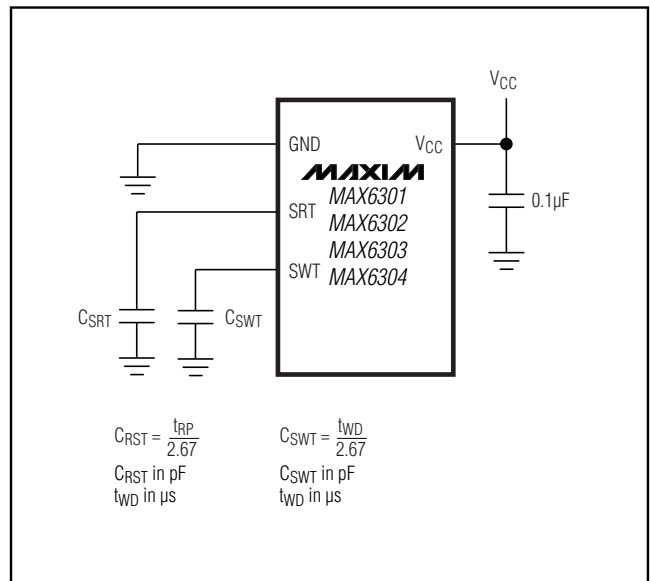 VCC
GND VCC
MAXIM
MAX6301
SRT
MAX6302
0.1µF
MAX6303
SWT MAX6304
CSRT CSWT
CRST = tRP/2.67 CSWT = tWD/2.67
CRST in pF CSWT in pF
tWD in µs tWD in µs